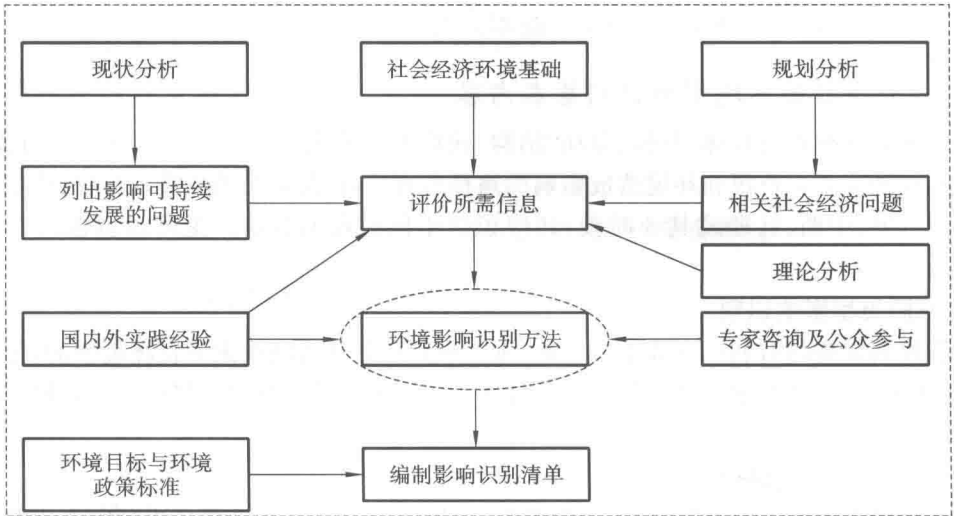 现状分析
社会经济环境基础
规划分析
列出影响可持续
发展的问题
评价所需信息
相关社会经济问题
理论分析
国内外实践经验
环境影响识别方法
专家咨询及公众参与
环境目标与环境
政策标准
编制影响识别清单